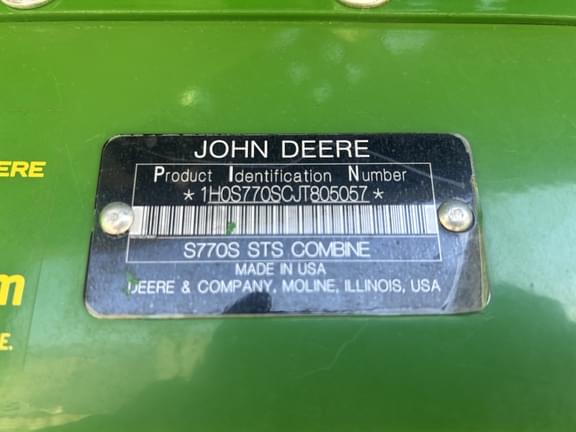 JOHN DEERE
Product Identification Number
*1H0S770SCJT805057*
S770S STS COMBINE
MADE IN USA
DEERE & COMPANY, MOLINE, ILLINOIS, USA
ERE
m
E.